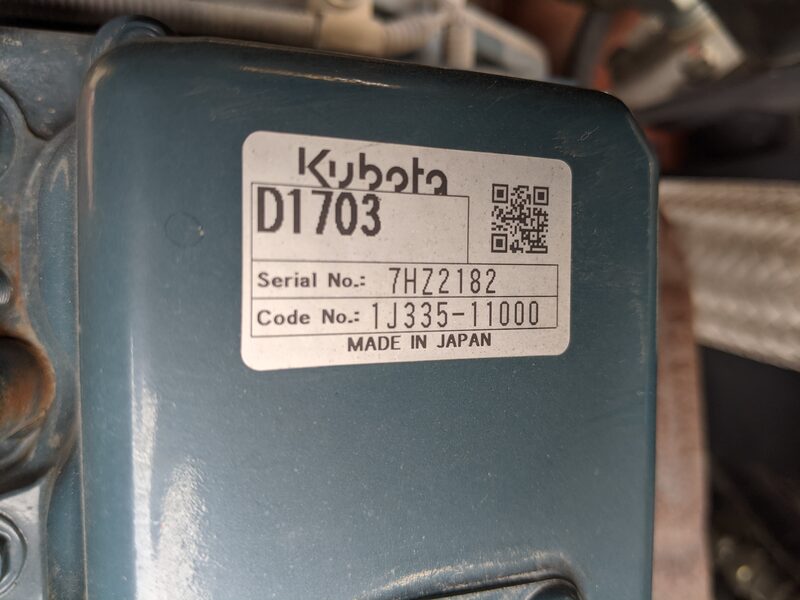 Kubota
D1703
Serial No.: 7HZ2182
Code No.: 1J335-11000
MADE IN JAPAN